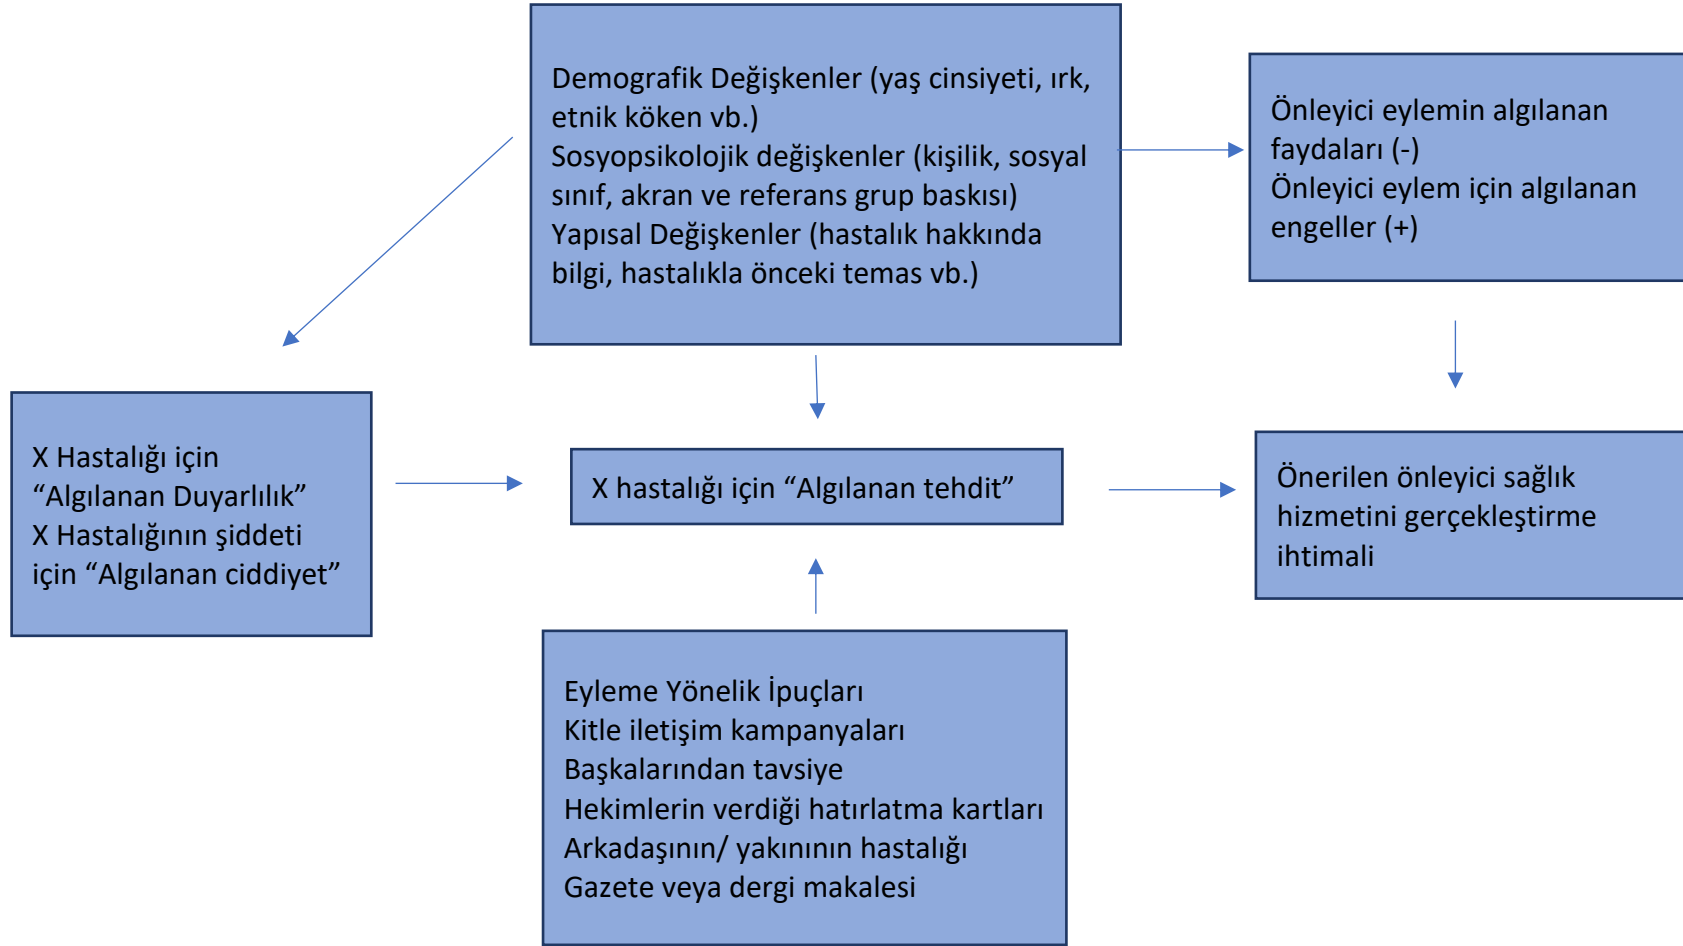 Demografik Değişkenler (yaş cinsiyeti, ırk,
etnik köken vb.)
Sosyopsikolojik değişkenler (kişilik, sosyal
sınıf, akran ve referans grup baskısı)
Yapısal Değişkenler (hastalık hakkında
bilgi, hastalıkla önceki temas vb.)
Önleyici eylemin algılanan
faydaları (-)
Önleyici eylem için algılanan
engeller (+)
X Hastalığı için
“Algılanan Duyarlılık”
X Hastalığının şiddeti
için “Algılanan ciddiyet”
X hastalığı için “Algılanan tehdit”
Önerilen önleyici sağlık
hizmetini gerçekleştirme
ihtimali
Eyleme Yönelik İpuçları
Kitle iletişim kampanyaları
Başkalarından tavsiye
Hekimlerin verdiği hatırlatma kartları
Arkadaşının/ yakınının hastalığı
Gazete veya dergi makalesi